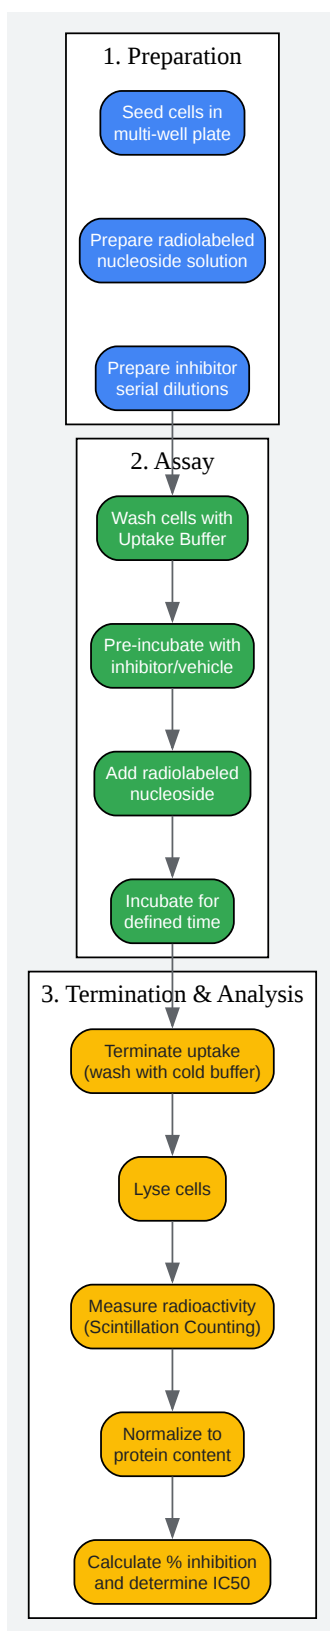 1. Preparation
Seed cells in
multi-well plate
Prepare radiolabeled
nucleoside solution
Prepare inhibitor
serial dilutions
2. Assay
Wash cells with
Uptake Buffer
Pre-incubate with
inhibitor/vehicle
Add radiolabeled
nucleoside
Incubate for
defined time
3. Termination & Analysis
Terminate uptake
(wash with cold buffer)
Lyse cells
Measure radioactivity
(Scintillation Counting)
Normalize to
protein content
Calculate % inhibition
and determine IC50